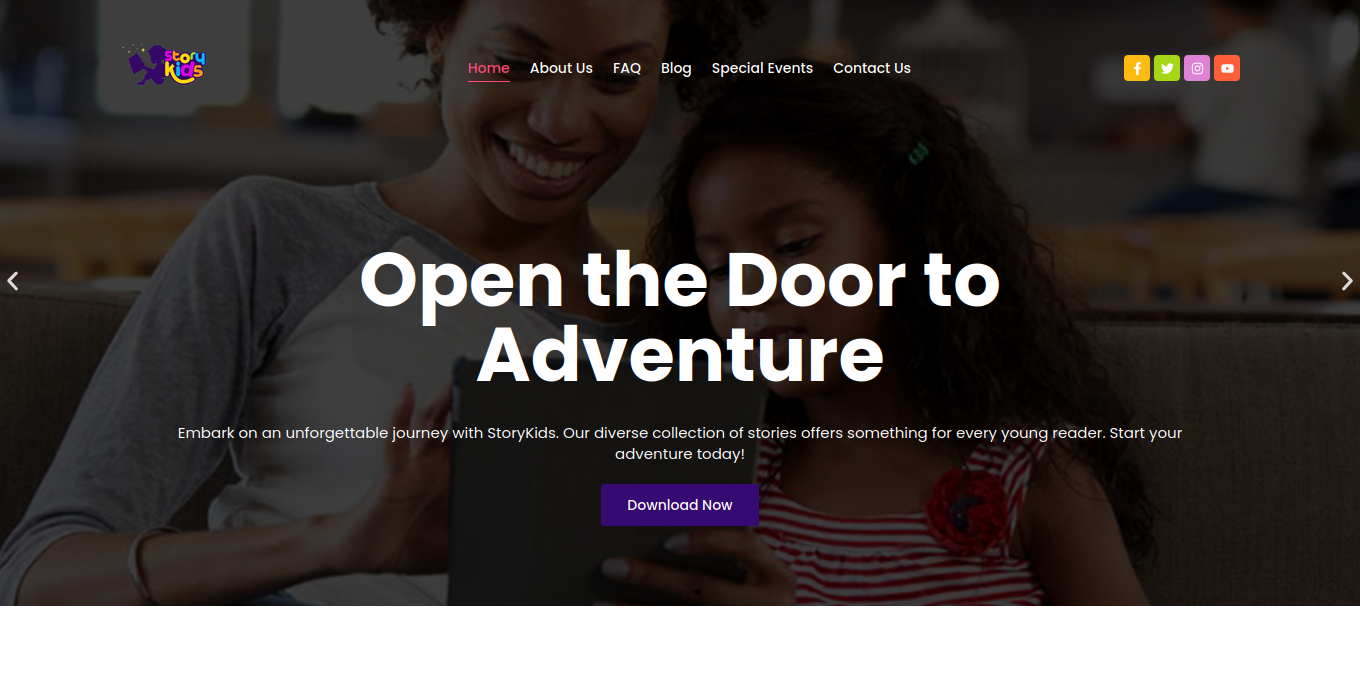 Story
Kids
Home About Us FAQ Blog Special Events Contact Us
Open the Door to
Adventure
Embark on an unforgettable journey with StoryKids. Our diverse collection of stories offers something for every young reader. Start your
adventure today!
Download Now